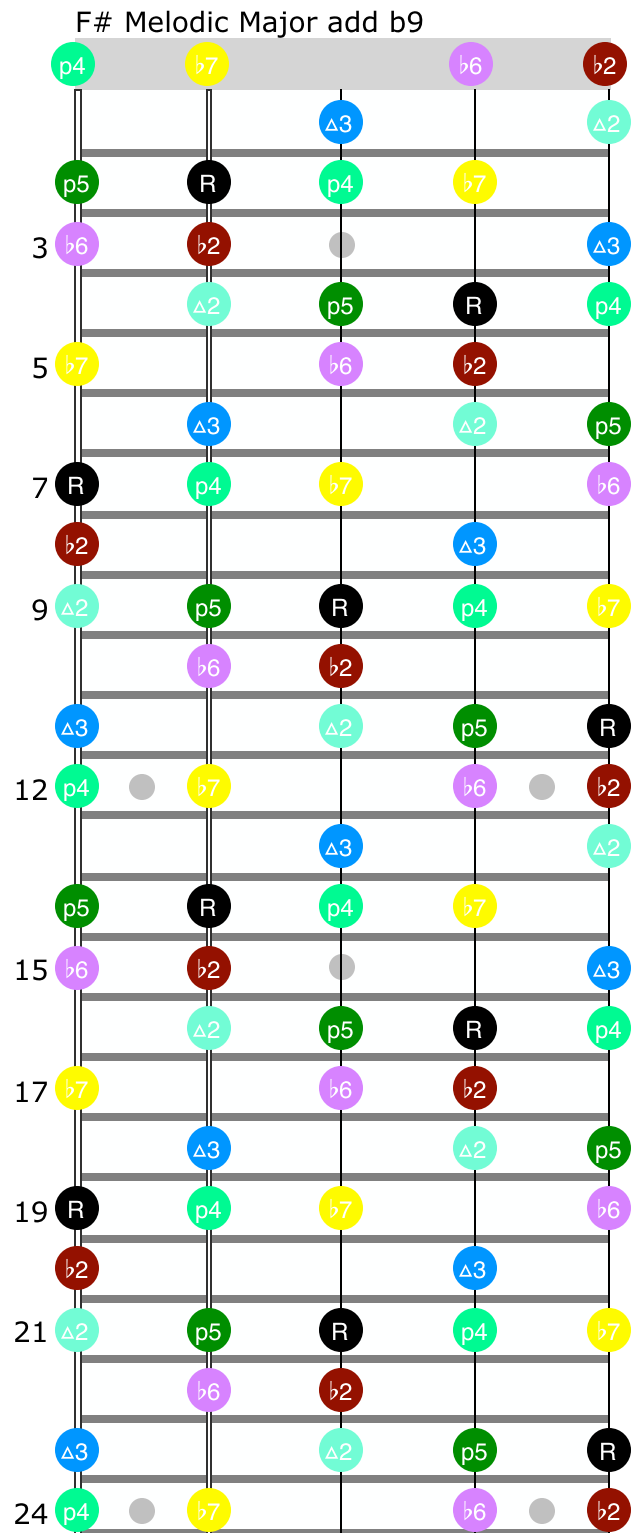 F# Melodic Major add b9
p4 ♭7 ♭6 ♭2
△3 △2
p5 R p4 ♭7
3 ♭6 ♭2 △3
△2 p5 R p4
5 ♭7 ♭6 ♭2
△3 △2 p5
7 R p4 ♭7 ♭6
♭2 △3
9 △2 p5 R p4 ♭7
♭6 ♭2
△3 △2 p5 R
12 p4 ♭7 ♭6 ♭2
△3 △2
p5 R p4 ♭7
15 ♭6 ♭2 △3
△2 p5 R p4
17 ♭7 ♭6 ♭2
△3 △2 p5
19 R p4 ♭7 ♭6
♭2 △3
21 △2 p5 R p4 ♭7
♭6 ♭2
△3 △2 p5 R
24 p4 ♭7 ♭6 ♭2